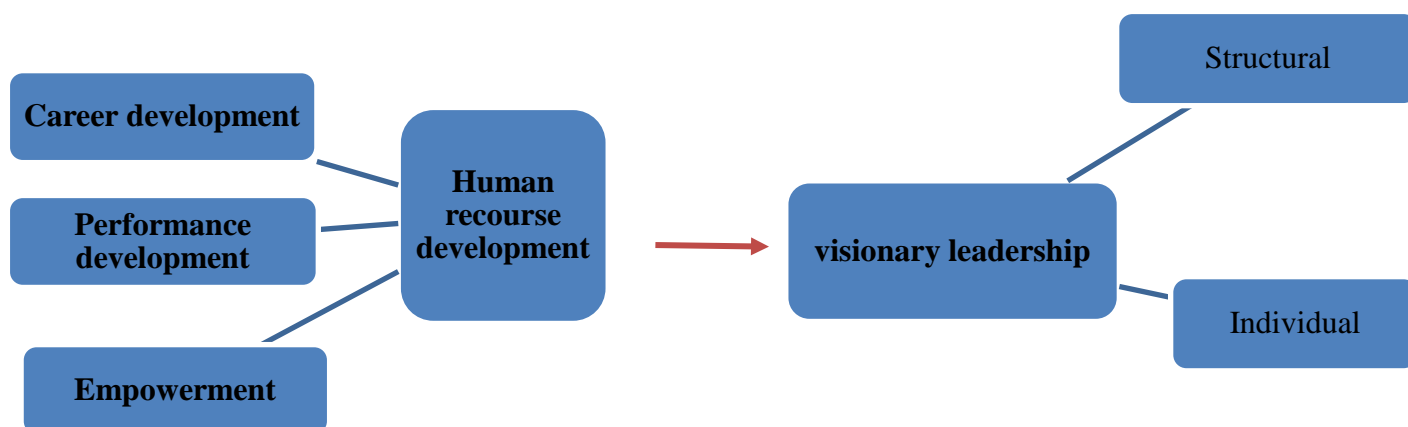 Career development
Performance
development
Empowerment
Human
recourse
development
visionary leadership
Structural
Individual